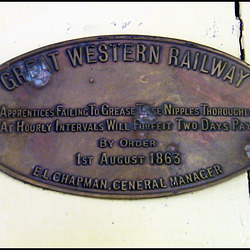 GREAT WESTERN RAILWAY
APPRENTICES FAILING TO GREASE THESE NIPPLES THOROUGHLY
AT HOURLY INTERVALS WILL FORFEIT TWO DAYS PAY
BY ORDER
1ST AUGUST 1863
E.L. CHAPMAN, GENERAL MANAGER